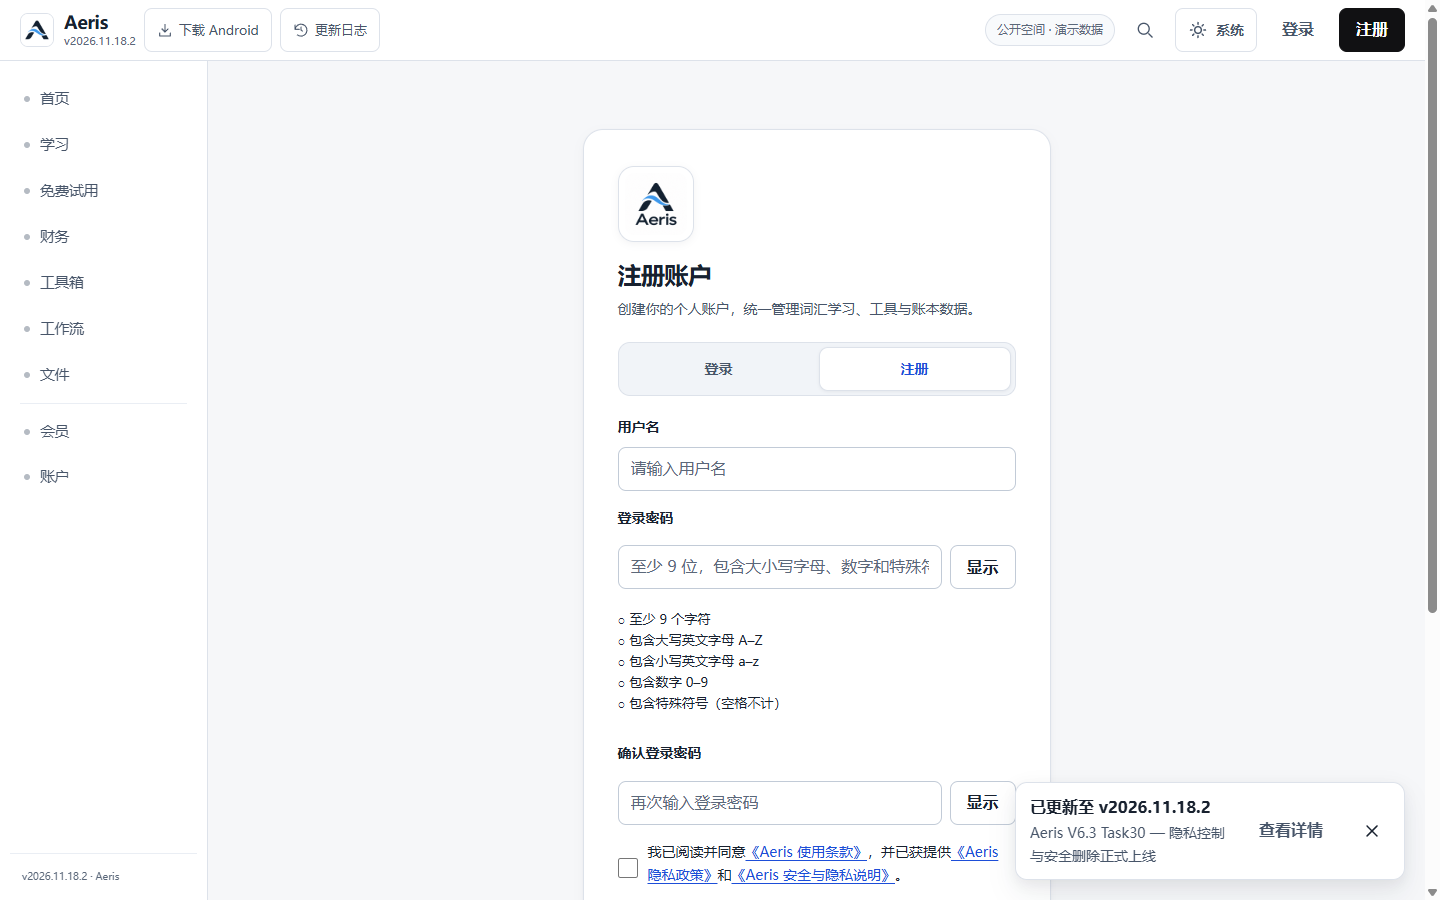 Aeris
v2026.11.18.2
下载 Android
更新日志
公开空间 · 演示数据
系统
登录
注册
首页
学习
免费试用
财务
工具箱
工作流
文件
会员
账户
v2026.11.18.2 · Aeris
Aeris
注册账户
创建你的个人账户，统一管理词汇学习、工具与账本数据。
登录
注册
用户名
请输入用户名
登录密码
至少 9 位，包含大小写字母、数字和特殊符
显示
○ 至少 9 个字符
○ 包含大写英文字母 A–Z
○ 包含小写英文字母 a–z
○ 包含数字 0–9
○ 包含特殊符号（空格不计）
确认登录密码
再次输入登录密码
显示
我已阅读并同意《Aeris 使用条款》，并已获提供《Aeris
隐私政策》和《Aeris 安全与隐私说明》。
已更新至 v2026.11.18.2
Aeris V6.3 Task30 — 隐私控制
与安全删除正式上线
查看详情